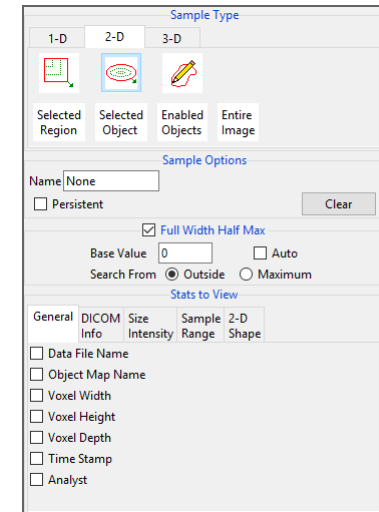 Sample Type
1-D 2-D 3-D
Selected Region
Selected Object
Enabled Objects
Entire Image
Sample Options
Name None
Persistent Clear
Full Width Half Max
Base Value 0 Auto
Search From Outside Maximum
Stats to View
General
DICOM Info
Size Intensity
Sample Range
2-D Shape
Data File Name
Object Map Name
Voxel Width
Voxel Height
Voxel Depth
Time Stamp
Analyst